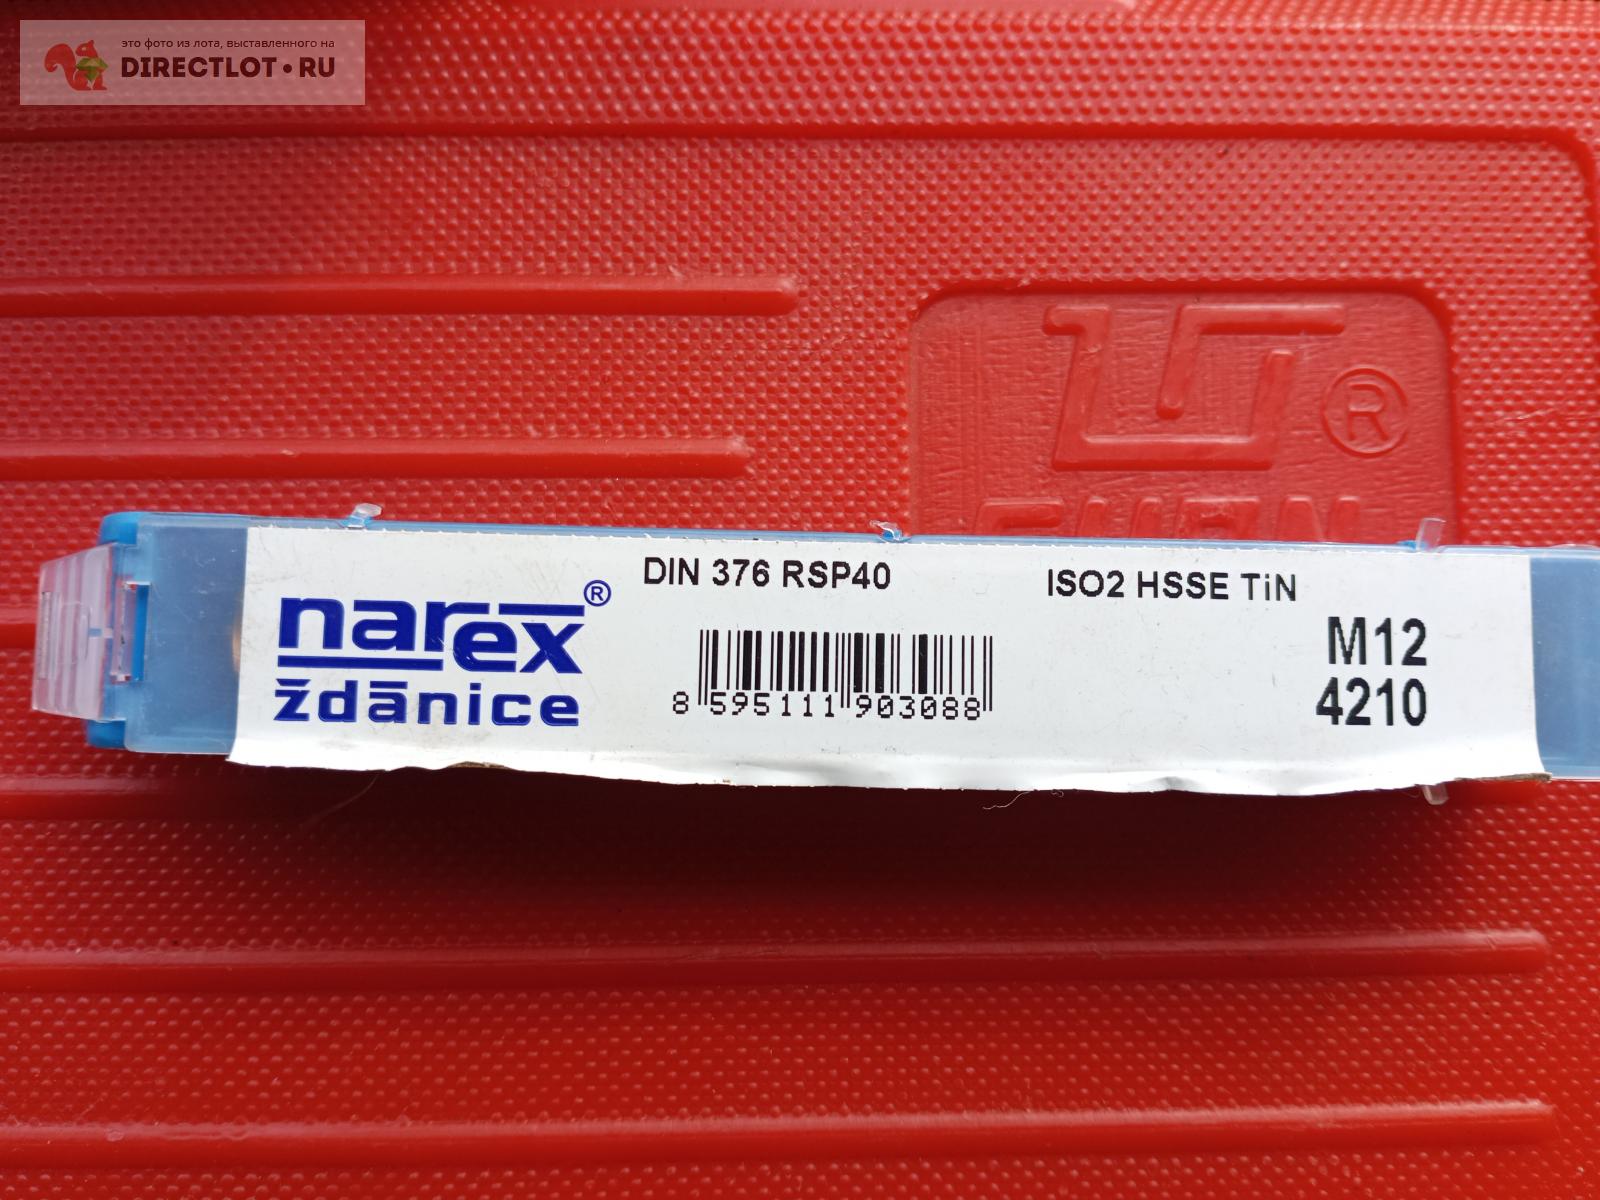 это фото из лота, выставленного на
DIRECTLOT•RU
®
DIN 376 RSP40
ISO2 HSSE TiN
narex®
ždánice
8 595111 903088
M12
4210